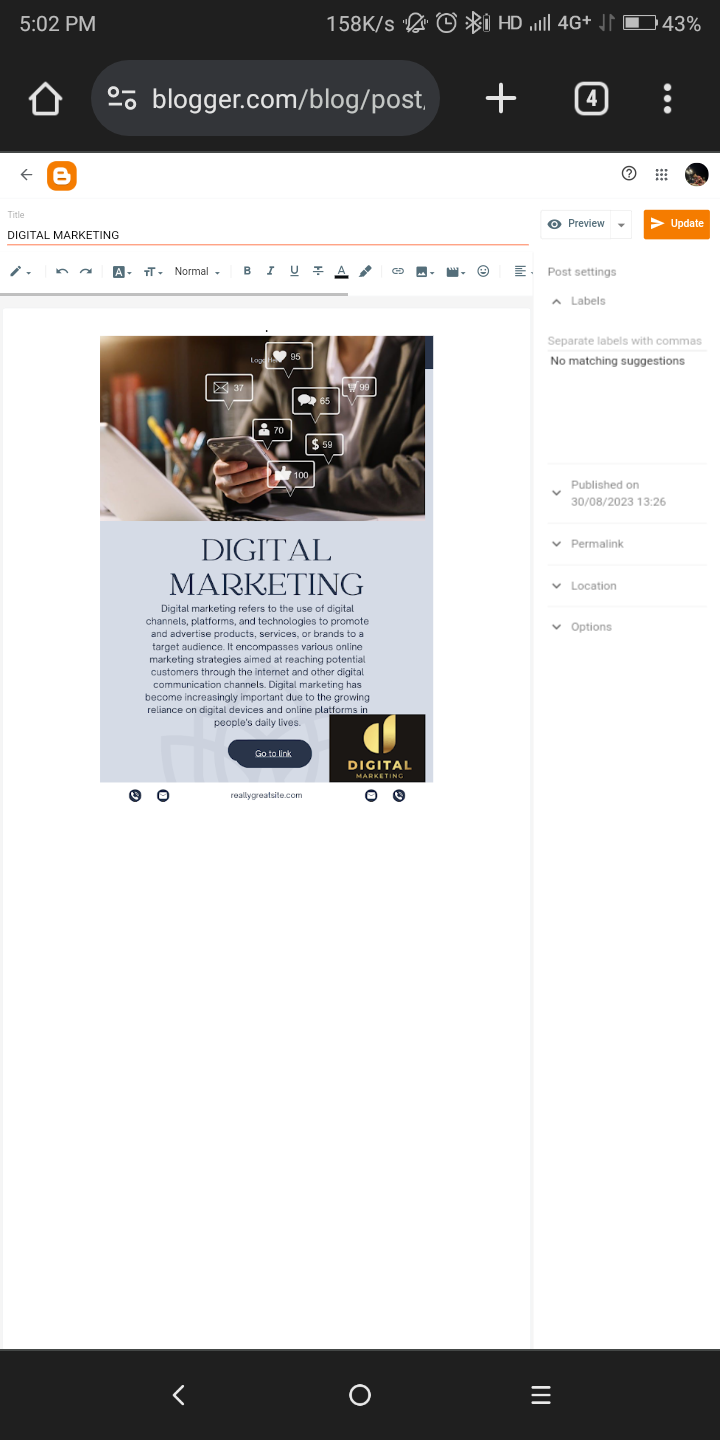 5:02 PM 158K/s HD 4G+ 43%
blogger.com/blog/post, 4
Title
DIGITAL MARKETING
Preview
Update
Normal B I U A
Post settings
Labels
Separate labels with commas
No matching suggestions
Published on
30/08/2023 13:26
Permalink
Location
Options
95
37
99
65
70
$ 59
100
DIGITAL
MARKETING
Digital marketing refers to the use of digital
channels, platforms, and technologies to promote
and advertise products, services, or brands to a
target audience. It encompasses various online
marketing strategies aimed at reaching potential
customers through the internet and other digital
communication channels. Digital marketing has
become increasingly important due to the growing
reliance on digital devices and online platforms in
people's daily lives.
Go to link
DIGITAL
MARKETING
reallygreatsite.com